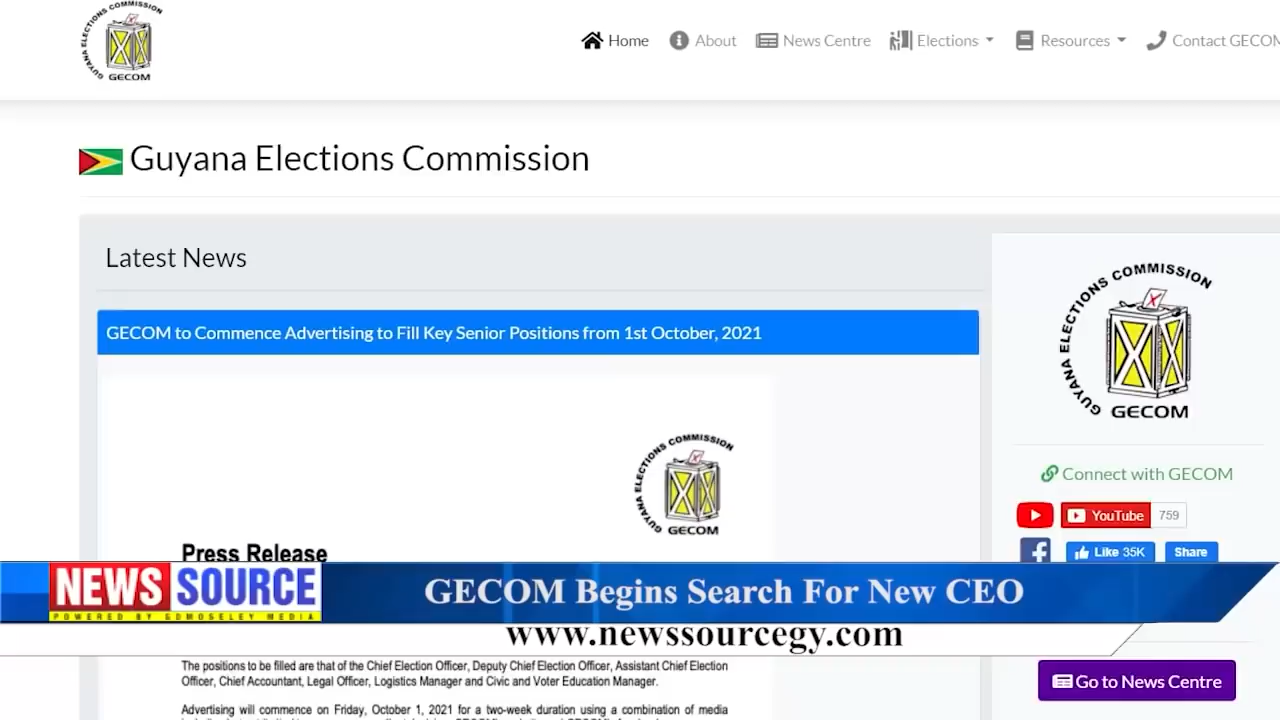 GUYANA ELECTIONS COMMISSION
GECOM
Home
About
News Centre
Elections
Resources
Contact GECOM
Guyana Elections Commission
Latest News
GECOM to Commence Advertising to Fill Key Senior Positions from 1st October, 2021
GUYANA ELECTIONS COMMISSION
GECOM
GUYANA ELECTIONS COMMISSION
GECOM
Connect with GECOM
YouTube 759
Like 35K Share
Press Release
NEWS SOURCE
POWERED BY GDMOSELEY MEDIA
GECOM Begins Search For New CEO
www.newssourcegy.com
The positions to be filled are that of the Chief Election Officer, Deputy Chief Election Officer, Assistant Chief Election
Officer, Chief Accountant, Legal Officer, Logistics Manager and Civic and Voter Education Manager.
Go to News Centre
Advertising will commence on Friday, October 1, 2021 for a two-week duration using a combination of media